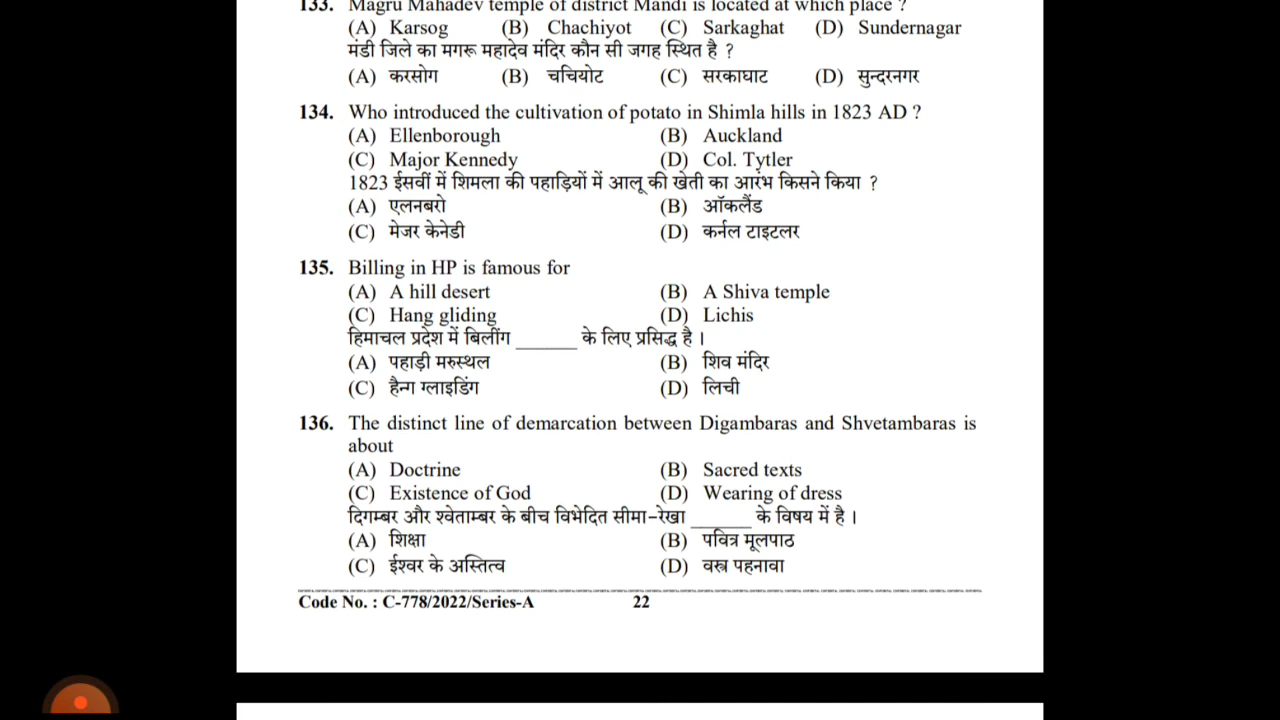 133. Magru Mahadev temple of district Mandi is located at which place ?
(A) Karsog (B) Chachiyot (C) Sarkaghat (D) Sundernagar
मंडी जिले का मगरू महादेव मंदिर कौन सी जगह स्थित है ?
(A) करसोग (B) चचियोट (C) सरकाघाट (D) सुन्दरनगर
134. Who introduced the cultivation of potato in Shimla hills in 1823 AD ?
(A) Ellenborough (B) Auckland
(C) Major Kennedy (D) Col. Tytler
1823 ईसवीं में शिमला की पहाड़ियों में आलू की खेती का आरंभ किसने किया ?
(A) एलनबरो (B) ऑकलैंड
(C) मेजर केनेडी (D) कर्नल टाइटलर
135. Billing in HP is famous for
(A) A hill desert (B) A Shiva temple
(C) Hang gliding (D) Lichis
हिमाचल प्रदेश में बिलींग ______ के लिए प्रसिद्ध है ।
(A) पहाड़ी मरुस्थल (B) शिव मंदिर
(C) हैन्ग ग्लाइडिंग (D) लिची
136. The distinct line of demarcation between Digambaras and Shvetambaras is
about
(A) Doctrine (B) Sacred texts
(C) Existence of God (D) Wearing of dress
दिगम्बर और श्वेताम्बर के बीच विभेदित सीमा-रेखा ______ के विषय में है ।
(A) शिक्षा (B) पवित्र मूलपाठ
(C) ईश्वर के अस्तित्व (D) वस्त्र पहनावा
Code No. : C-778/2022/Series-A 22